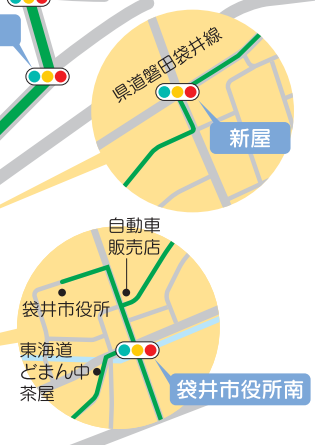 県道磐田袋井線
新屋
自動車
販売店
袋井市役所
東海道
どまん中
茶屋
袋井市役所南